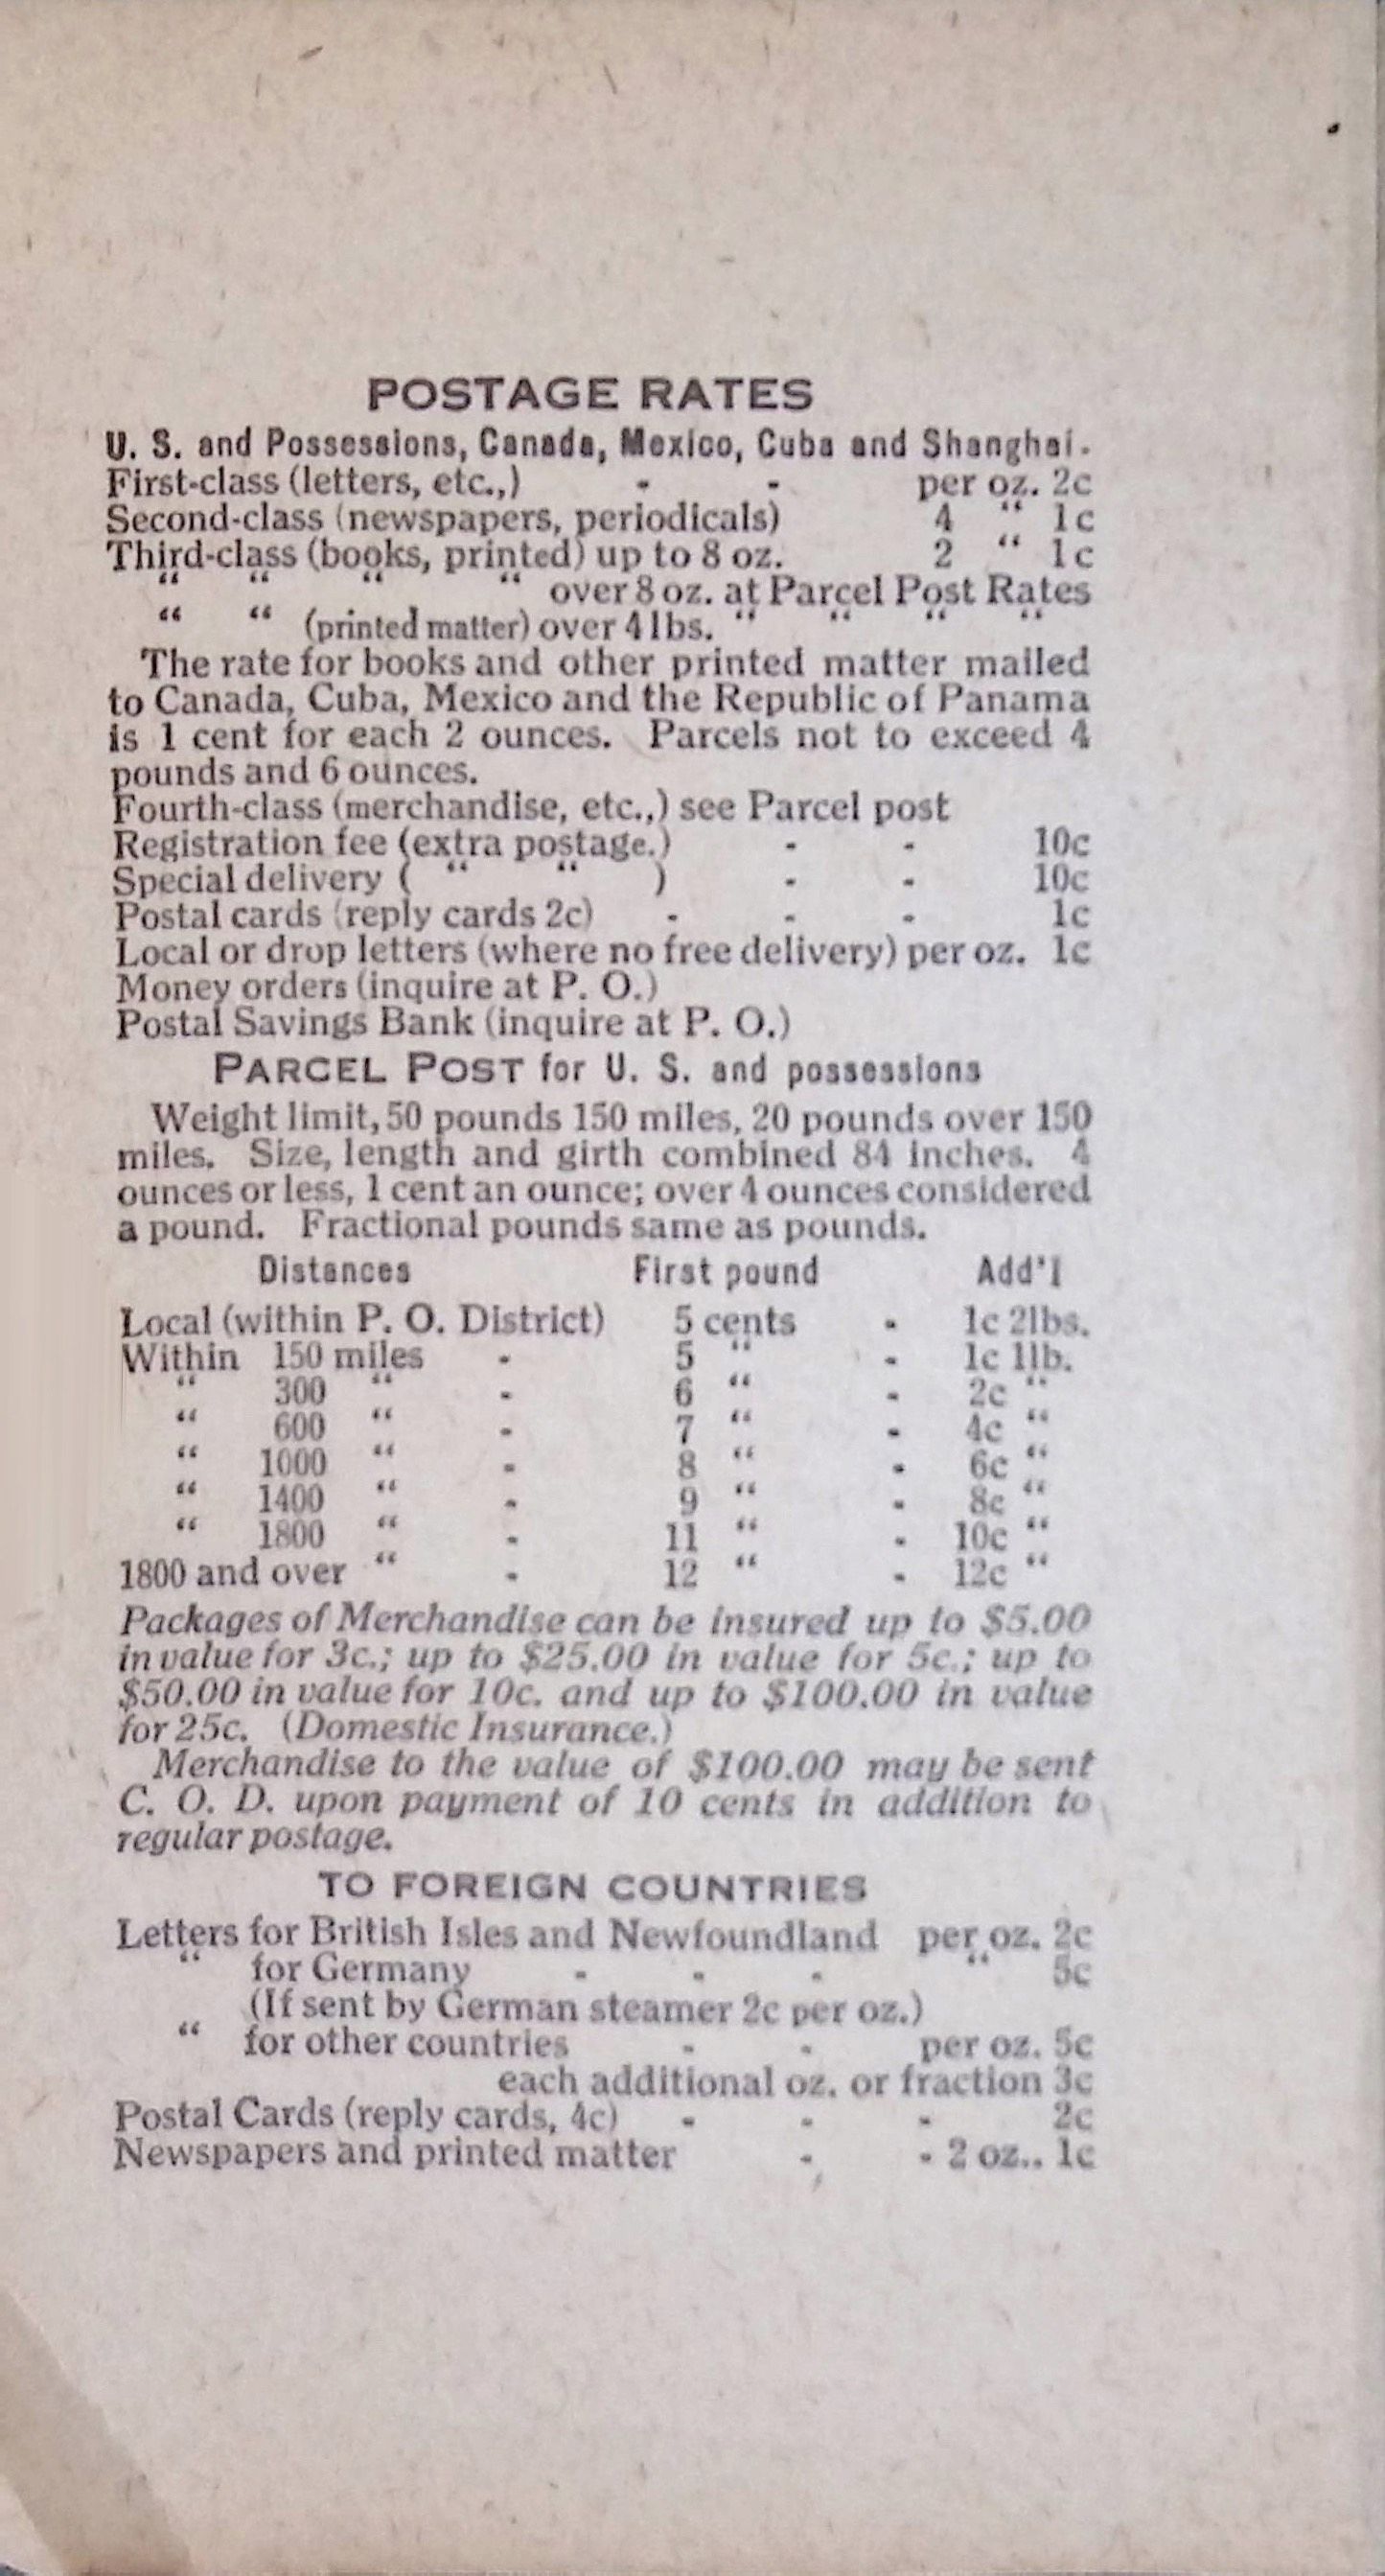 POSTAGE RATES
U. S. and Possessions, Canada, Mexico, Cuba and Shanghai.
First-class (letters, etc.,) - - per oz. 2c
Second-class (newspapers, periodicals) 4 “ 1c
Third-class (books, printed) up to 8 oz. 2 “ 1c
“ “ “ “ over 8 oz. at Parcel Post Rates
“ “ (printed matter) over 4 lbs. “ “ “ “
The rate for books and other printed matter mailed
to Canada, Cuba, Mexico and the Republic of Panama
is 1 cent for each 2 ounces. Parcels not to exceed 4
pounds and 6 ounces.
Fourth-class (merchandise, etc.,) see Parcel post
Registration fee (extra postage.) - - 10c
Special delivery ( “ “ ) - - 10c
Postal cards (reply cards 2c) - - - 1c
Local or drop letters (where no free delivery) per oz. 1c
Money orders (inquire at P. O.)
Postal Savings Bank (inquire at P. O.)
PARCEL POST for U. S. and possessions
Weight limit, 50 pounds 150 miles, 20 pounds over 150
miles. Size, length and girth combined 84 inches. 4
ounces or less, 1 cent an ounce; over 4 ounces considered
a pound. Fractional pounds same as pounds.
Distances First pound Add'l
Local (within P. O. District) 5 cents - 1c 2lbs.
Within 150 miles - 5 “ - 1c 1lb.
“ 300 “ - 6 “ - 2c “
“ 600 “ - 7 “ - 4c “
“ 1000 “ - 8 “ - 6c “
“ 1400 “ - 9 “ - 8c “
“ 1800 “ - 11 “ - 10c “
1800 and over “ - 12 “ - 12c “
Packages of Merchandise can be insured up to $5.00
in value for 3c.; up to $25.00 in value for 5c.; up to
$50.00 in value for 10c. and up to $100.00 in value
for 25c. (Domestic Insurance.)
Merchandise to the value of $100.00 may be sent
C. O. D. upon payment of 10 cents in addition to
regular postage.
TO FOREIGN COUNTRIES
Letters for British Isles and Newfoundland per oz. 2c
“ for Germany - - - “ 5c
(If sent by German steamer 2c per oz.)
“ for other countries - - per oz. 5c
each additional oz. or fraction 3c
Postal Cards (reply cards, 4c) - - - 2c
Newspapers and printed matter - - 2 oz.. 1c